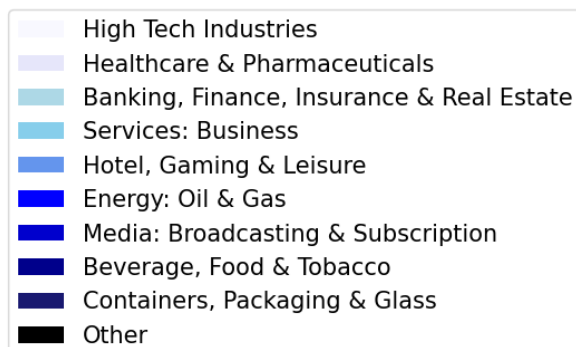 High Tech Industries
Healthcare & Pharmaceuticals
Banking, Finance, Insurance & Real Estate
Services: Business
Hotel, Gaming & Leisure
Energy: Oil & Gas
Media: Broadcasting & Subscription
Beverage, Food & Tobacco
Containers, Packaging & Glass
Other